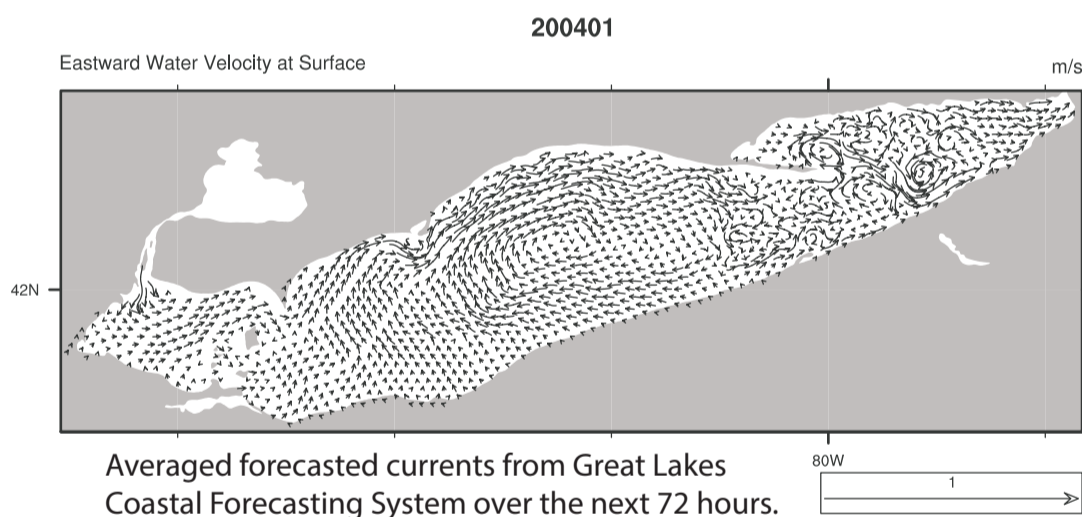 200401
Eastward Water Velocity at Surface
m/s
42N
80W
1
Averaged forecasted currents from Great Lakes
Coastal Forecasting System over the next 72 hours.